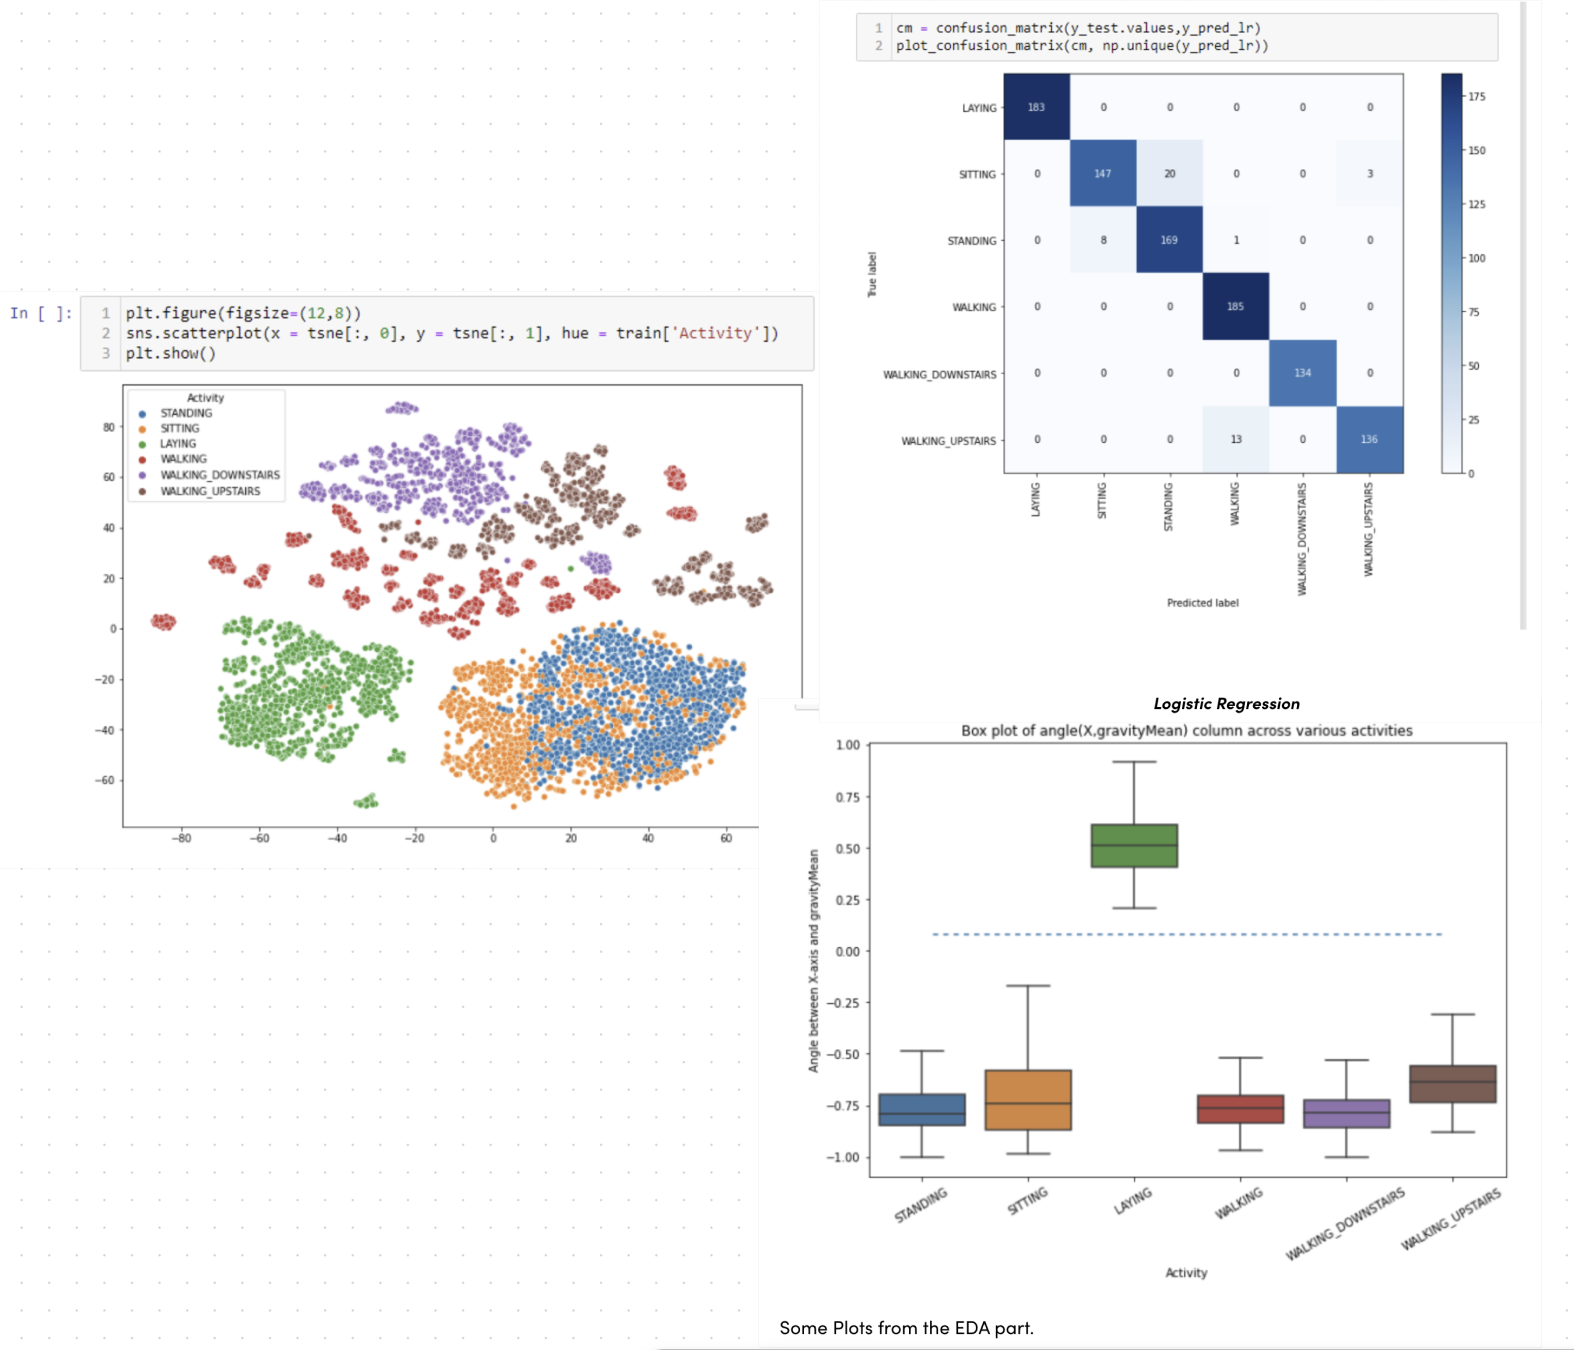 In [ ]:
1 plt.figure(figsize=(12,8))
2 sns.scatterplot(x = tsne[:, 0], y = tsne[:, 1], hue = train['Activity'])
3 plt.show()
Activity
STANDING
SITTING
LAYING
WALKING
WALKING_DOWNSTAIRS
WALKING_UPSTAIRS
80
60
40
20
0
−20
−40
−60
−80 −60 −40 −20 0 20 40 60
1 cm = confusion_matrix(y_test.values,y_pred_lr)
2 plot_confusion_matrix(cm, np.unique(y_pred_lr))
True label
LAYING 183 0 0 0 0 0
SITTING 0 147 20 0 0 3
STANDING 0 8 169 1 0 0
WALKING 0 0 0 185 0 0
WALKING_DOWNSTAIRS 0 0 0 0 134 0
WALKING_UPSTAIRS 0 0 0 13 0 136
LAYING
SITTING
STANDING
WALKING
WALKING_DOWNSTAIRS
WALKING_UPSTAIRS
Predicted label
175
150
125
100
75
50
25
0
Logistic Regression
Box plot of angle(X,gravityMean) column across various activities
Angle between X-axis and gravityMean
1.00
0.75
0.50
0.25
0.00
−0.25
−0.50
−0.75
−1.00
STANDING
SITTING
LAYING
WALKING
WALKING_DOWNSTAIRS
WALKING_UPSTAIRS
Activity
Some Plots from the EDA part.